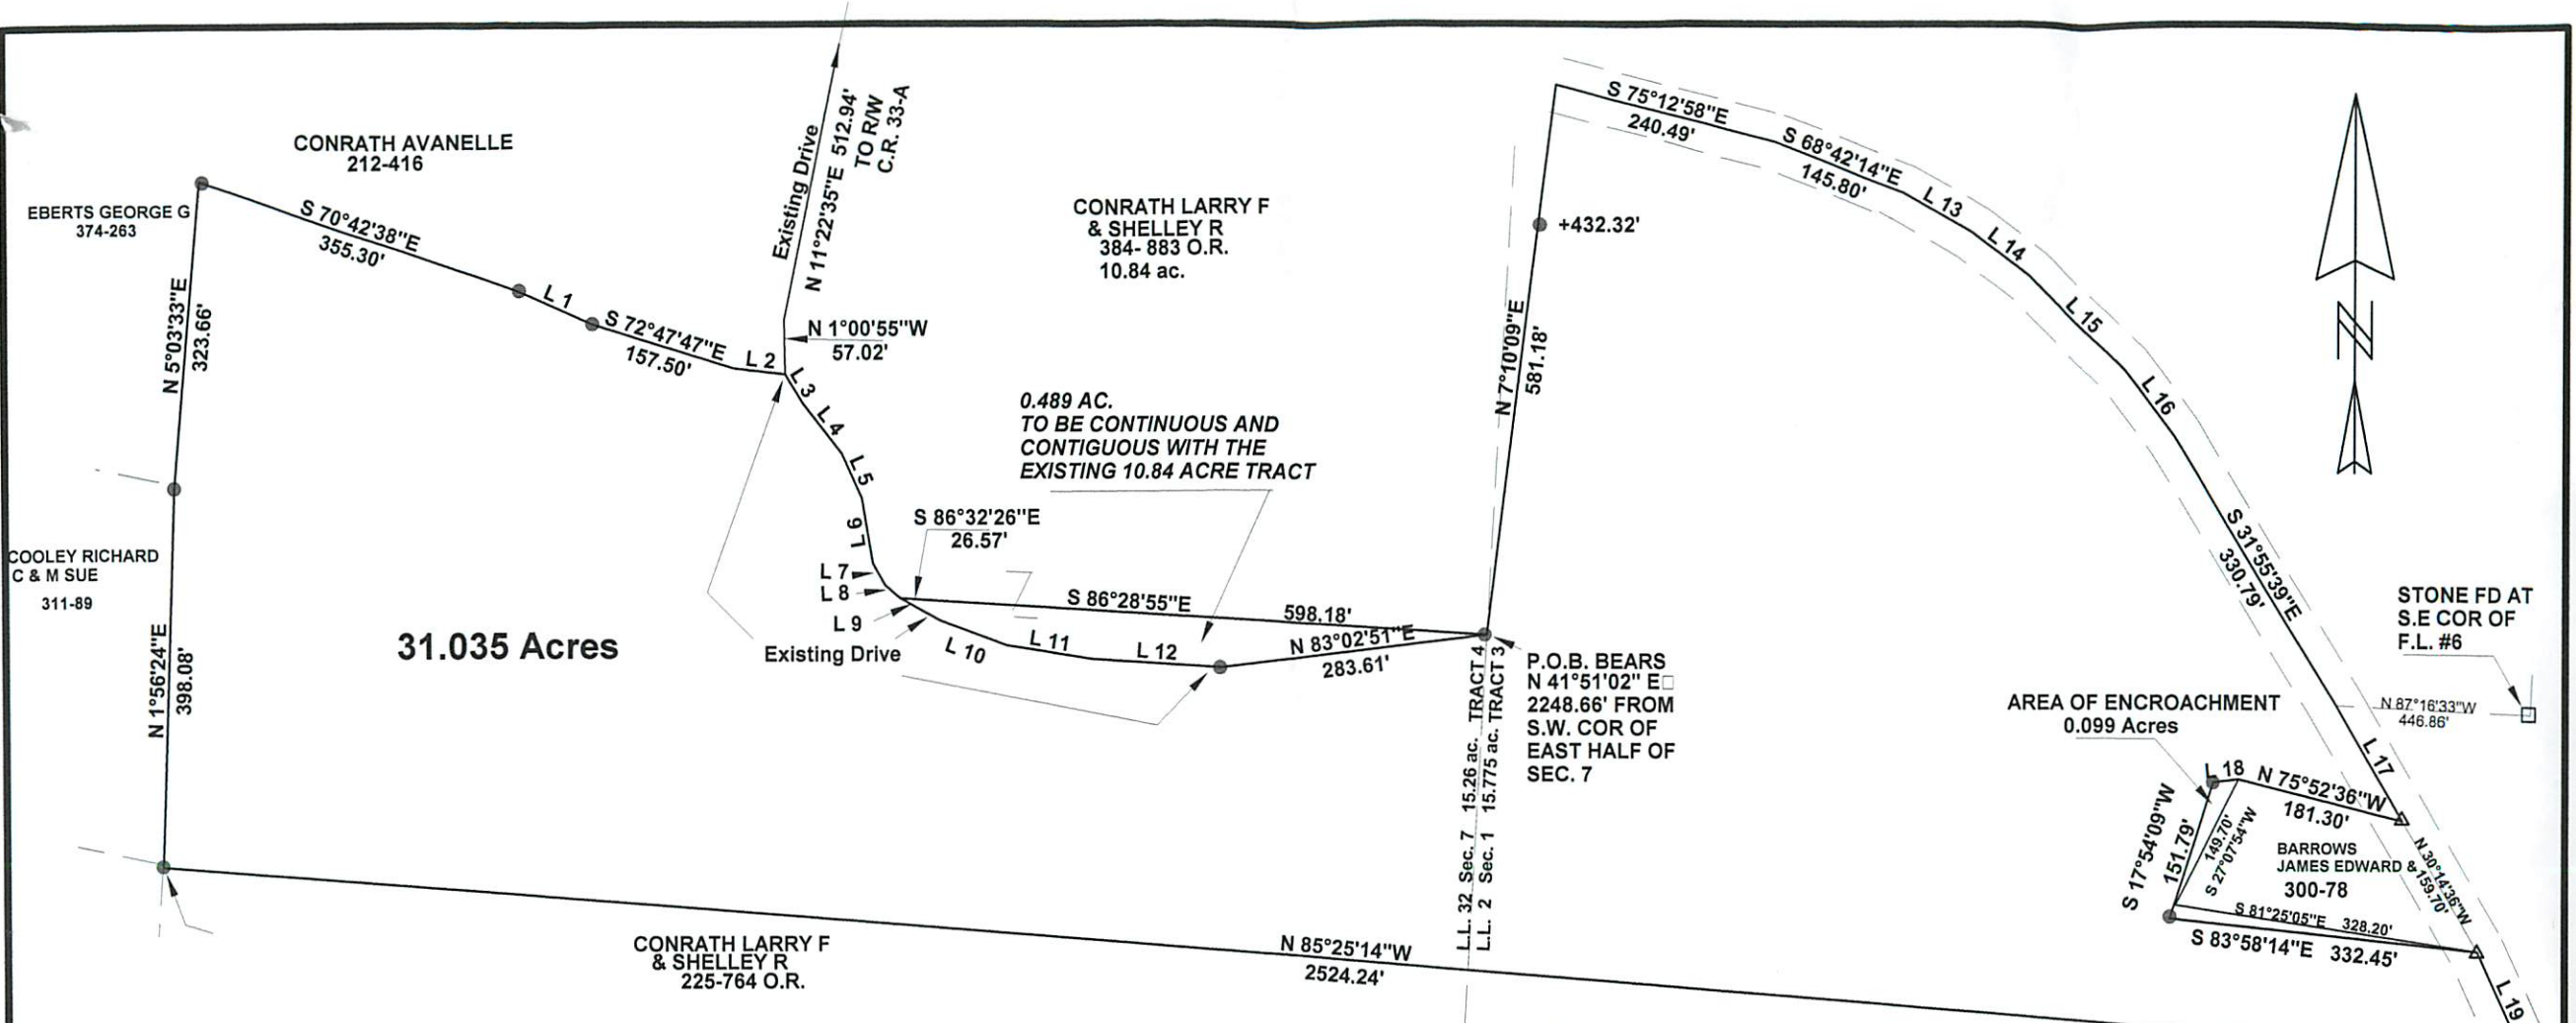 CONRATH AVANELLE
212-416
EBERTS GEORGE G
374-263
S 70°42'38"E
355.30'
L 1
S 72°47'47"E
157.50'
L 2
N 5°03'33"E
323.66'
Existing Drive
N 11°22'35"E 512.94'
TO R/W
C.R. 33-A
N 1°00'55"W
57.02'
CONRATH LARRY F
& SHELLEY R
384- 883 O.R.
10.84 ac.
L 3
L 4
L 5
L 6
L 7
L 8
L 9
L 10
L 11
L 12
0.489 AC.
TO BE CONTINUOUS AND
CONTIGUOUS WITH THE
EXISTING 10.84 ACRE TRACT
S 86°32'26"E
26.57'
S 86°28'55"E 598.18'
N 83°02'51"E
283.61'
Existing Drive
COOLEY RICHARD
C & M SUE
311-89
N 1°56'24"E
398.08'
31.035 Acres
CONRATH LARRY F
& SHELLEY R
225-764 O.R.
N 85°25'14"W
2524.24'
L.L. 32 Sec. 7 15.26 ac. TRACT 4
L.L. 2 Sec. 1 15.775 ac. TRACT 3
N 7°10'09"E
581.18'
+432.32'
P.O.B. BEARS
N 41°51'02" E□
2248.66' FROM
S.W. COR OF
EAST HALF OF
SEC. 7
S 75°12'58"E
240.49'
S 68°42'14"E
145.80'
L 13
L 14
L 15
L 16
S 31°55'39"E
330.79'
L 17
N
STONE FD AT
S.E COR OF
F.L. #6
N 87°16'33"W
446.86'
AREA OF ENCROACHMENT
0.099 Acres
L 18
N 75°52'36"W
181.30'
S 17°54'09"W
151.79'
149.70'
S 27°07'54"W
BARROWS
JAMES EDWARD &
300-78
N 30°14'36"W
159.70'
S 81°25'05"E 328.20'
S 83°58'14"E 332.45'
L 19